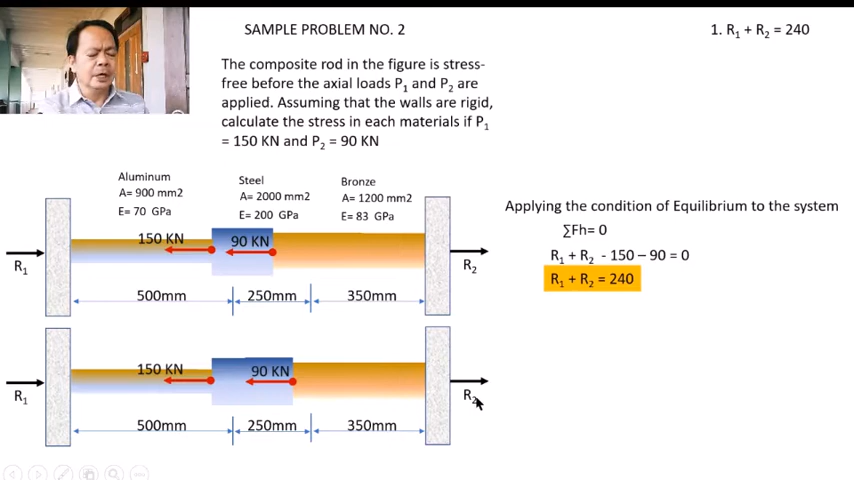 SAMPLE PROBLEM NO. 2
1. R₁ + R₂ = 240
The composite rod in the figure is stress-
free before the axial loads P₁ and P₂ are
applied. Assuming that the walls are rigid,
calculate the stress in each materials if P₁
= 150 KN and P₂ = 90 KN
Aluminum
A= 900 mm2
E= 70 GPa
Steel
A= 2000 mm2
E= 200 GPa
Bronze
A= 1200 mm2
E= 83 GPa
150 KN
90 KN
R₁
R₂
500mm
250mm
350mm
Applying the condition of Equilibrium to the system
∑Fh= 0
R₁ + R₂ - 150 – 90 = 0
R₁ + R₂ = 240
150 KN
90 KN
R₁
R₂
500mm
250mm
350mm